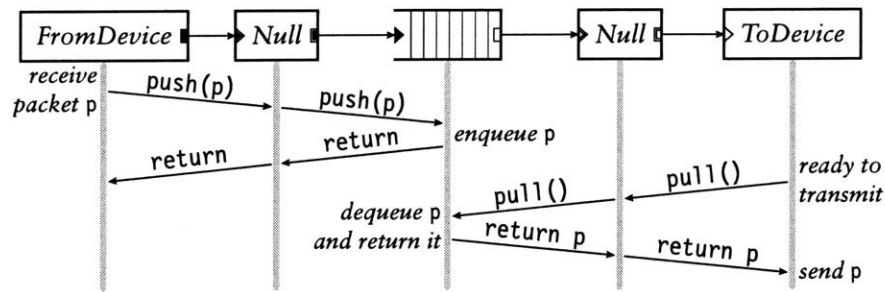 FromDevice Null Null ToDevice
receive
packet p
push(p)
push(p)
enqueue p
return
return
ready to
transmit
pull()
pull()
dequeue p
and return it
return p
return p
send p